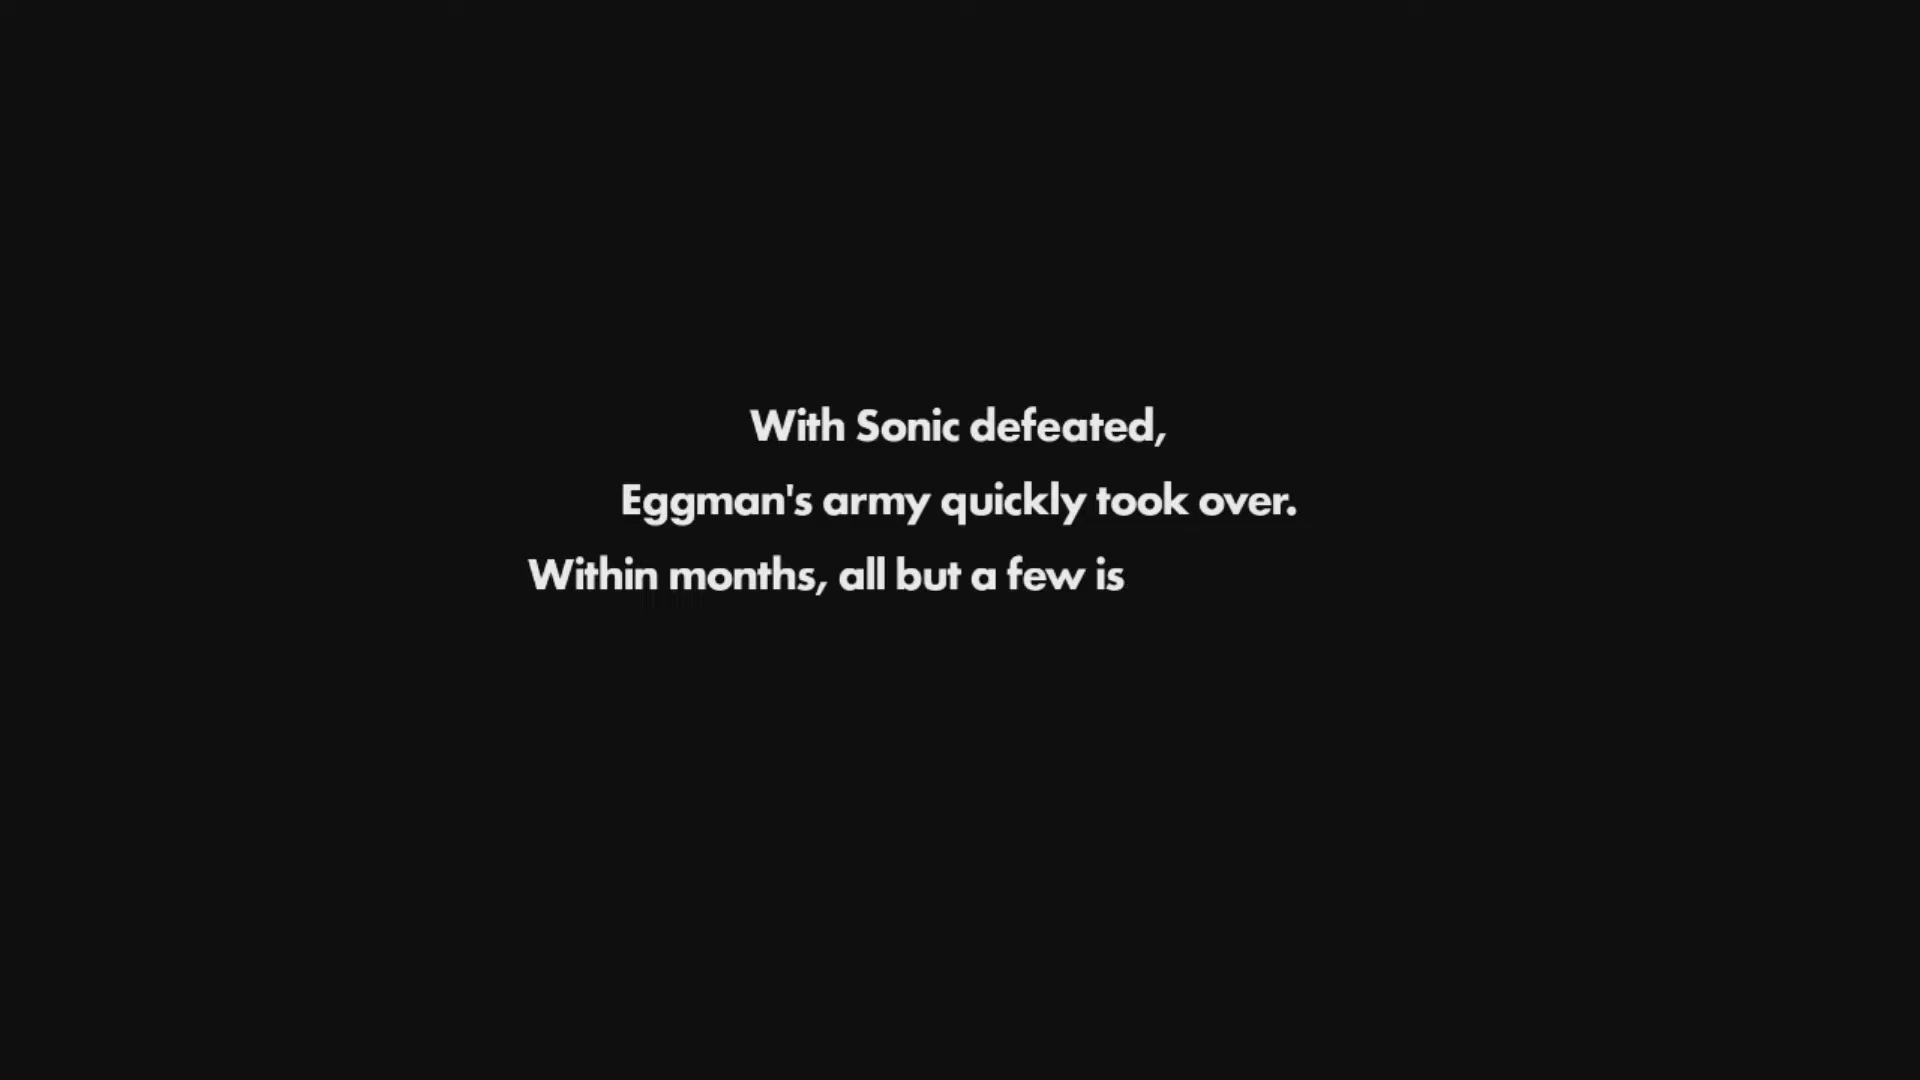 With Sonic defeated,
Eggman's army quickly took over.
Within months, all but a few is